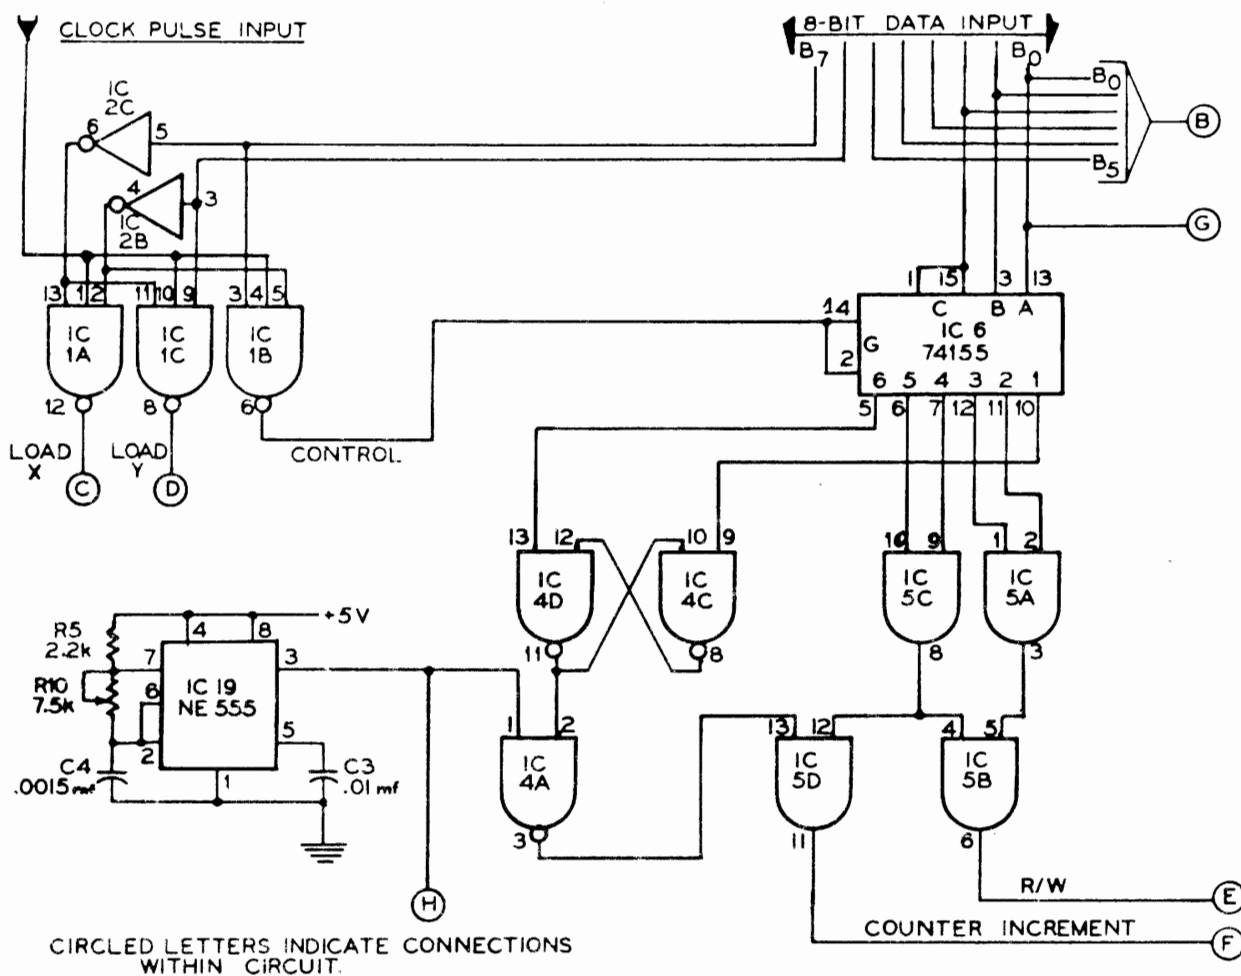 CLOCK PULSE INPUT
8-BIT DATA INPUT
B7
B0
B0
B5
B
G
IC
2C
6
5
4
3
IC
2B
13 1 2
11 10 9
3 4 5
IC
1A
IC
1C
IC
1B
12
8
6
LOAD
X
LOAD
Y
C
D
CONTROL
1 15 3 13
C B A
14
2
G
IC 6
74155
6 5 4 3 2 1
5 6 7 12 11 10
13 12
10 9
10 9
1 2
IC
4D
IC
4C
IC
5C
IC
5A
11
8
8
3
+5V
R5
2.2k
R10
7.5k
4 8
7
6
2
3
5
1
IC 19
NE 555
C4
.0015 mf
C3
.01 mf
1 2
13 12
4 5
IC
4A
IC
5D
IC
5B
3
11
6
H
R/W
E
COUNTER INCREMENT
F
CIRCLED LETTERS INDICATE CONNECTIONS
WITHIN CIRCUIT.